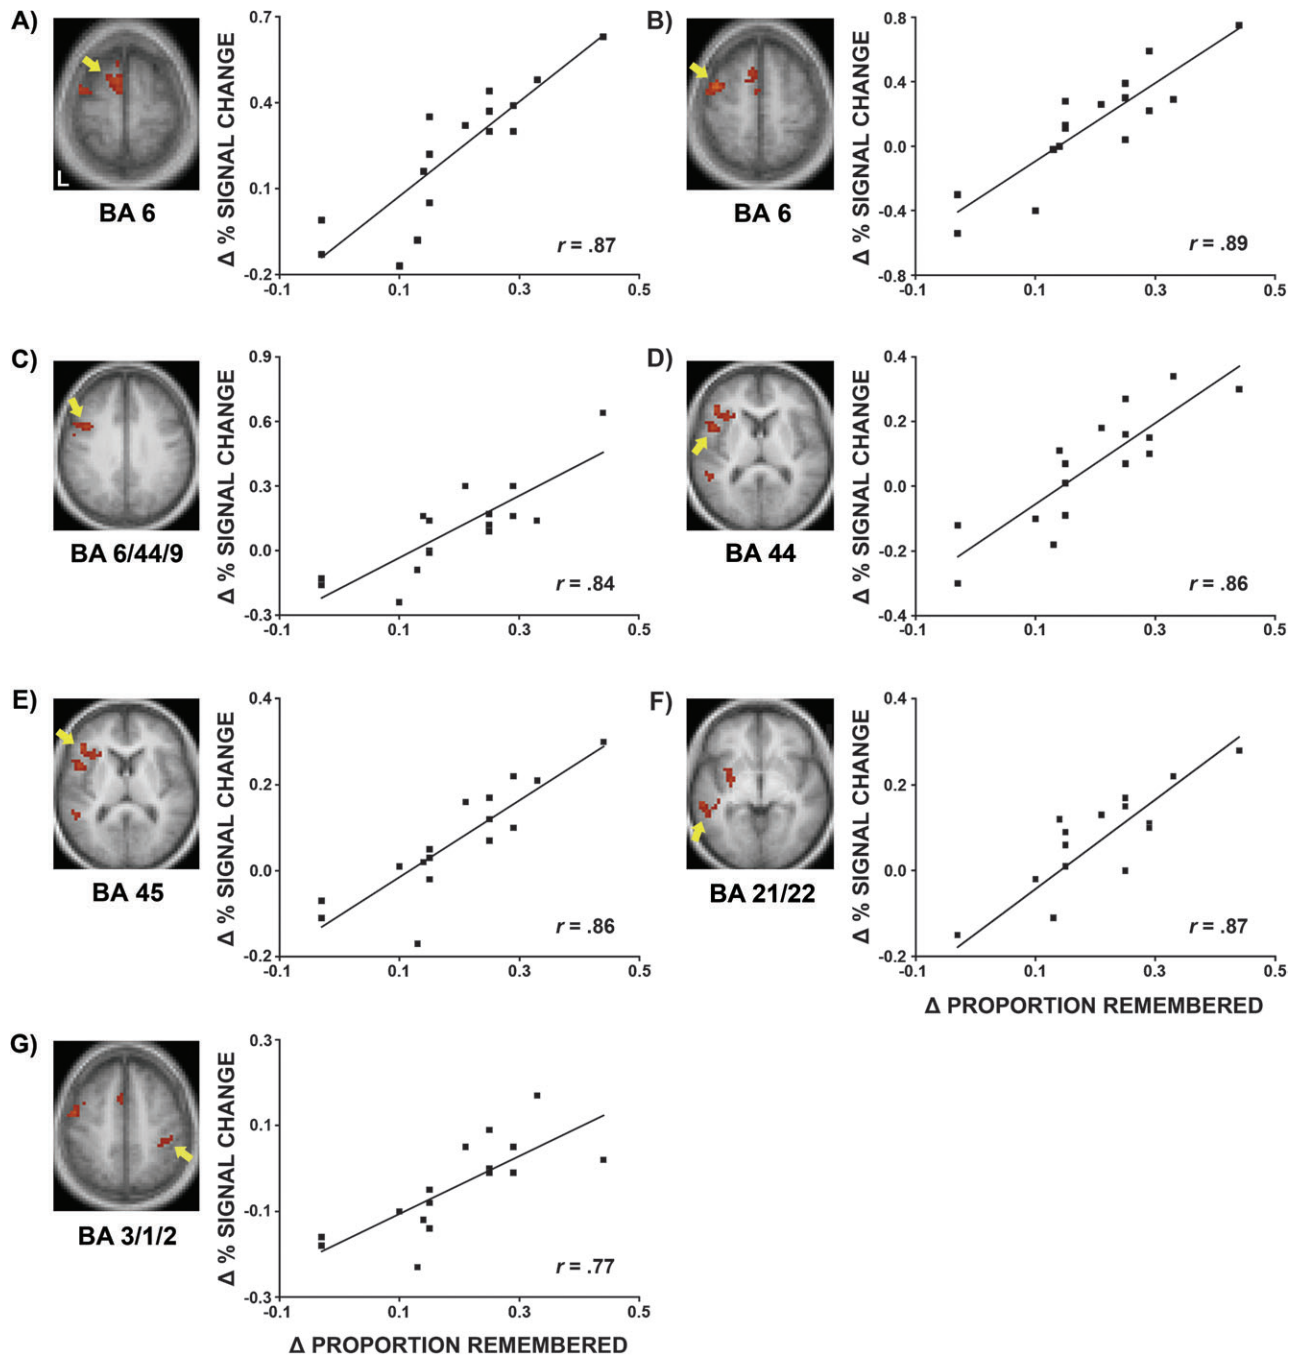 A)
L
BA 6
Δ % SIGNAL CHANGE
0.7
0.4
0.1
-0.2
-0.1
0.1
0.3
0.5
r = .87
B)
BA 6
Δ % SIGNAL CHANGE
0.8
0.4
0.0
-0.4
-0.8
-0.1
0.1
0.3
0.5
r = .89
C)
BA 6/44/9
Δ % SIGNAL CHANGE
0.9
0.6
0.3
0.0
-0.3
-0.1
0.1
0.3
0.5
r = .84
D)
BA 44
Δ % SIGNAL CHANGE
0.4
0.2
0.0
-0.2
-0.4
-0.1
0.1
0.3
0.5
r = .86
E)
BA 45
Δ % SIGNAL CHANGE
0.4
0.2
0.0
-0.2
-0.1
0.1
0.3
0.5
r = .86
F)
BA 21/22
Δ % SIGNAL CHANGE
0.4
0.2
0.0
-0.2
-0.1
0.1
0.3
0.5
r = .87
Δ PROPORTION REMEMBERED
G)
BA 3/1/2
Δ % SIGNAL CHANGE
0.3
0.1
-0.1
-0.3
-0.1
0.1
0.3
0.5
r = .77
Δ PROPORTION REMEMBERED